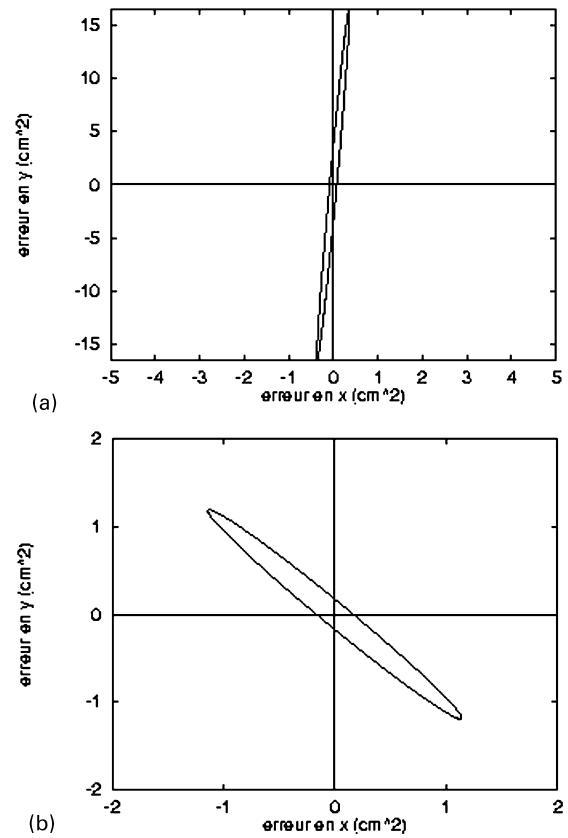 15
10
5
0
-5
-10
-15
erreur en y (cm^2)
-5 -4 -3 -2 -1 0 1 2 3 4 5
erreur en x (cm^2)
(a)
2
1
0
-1
-2
erreur en y (cm^2)
-2 -1 0 1 2
erreur en x (cm^2)
(b)